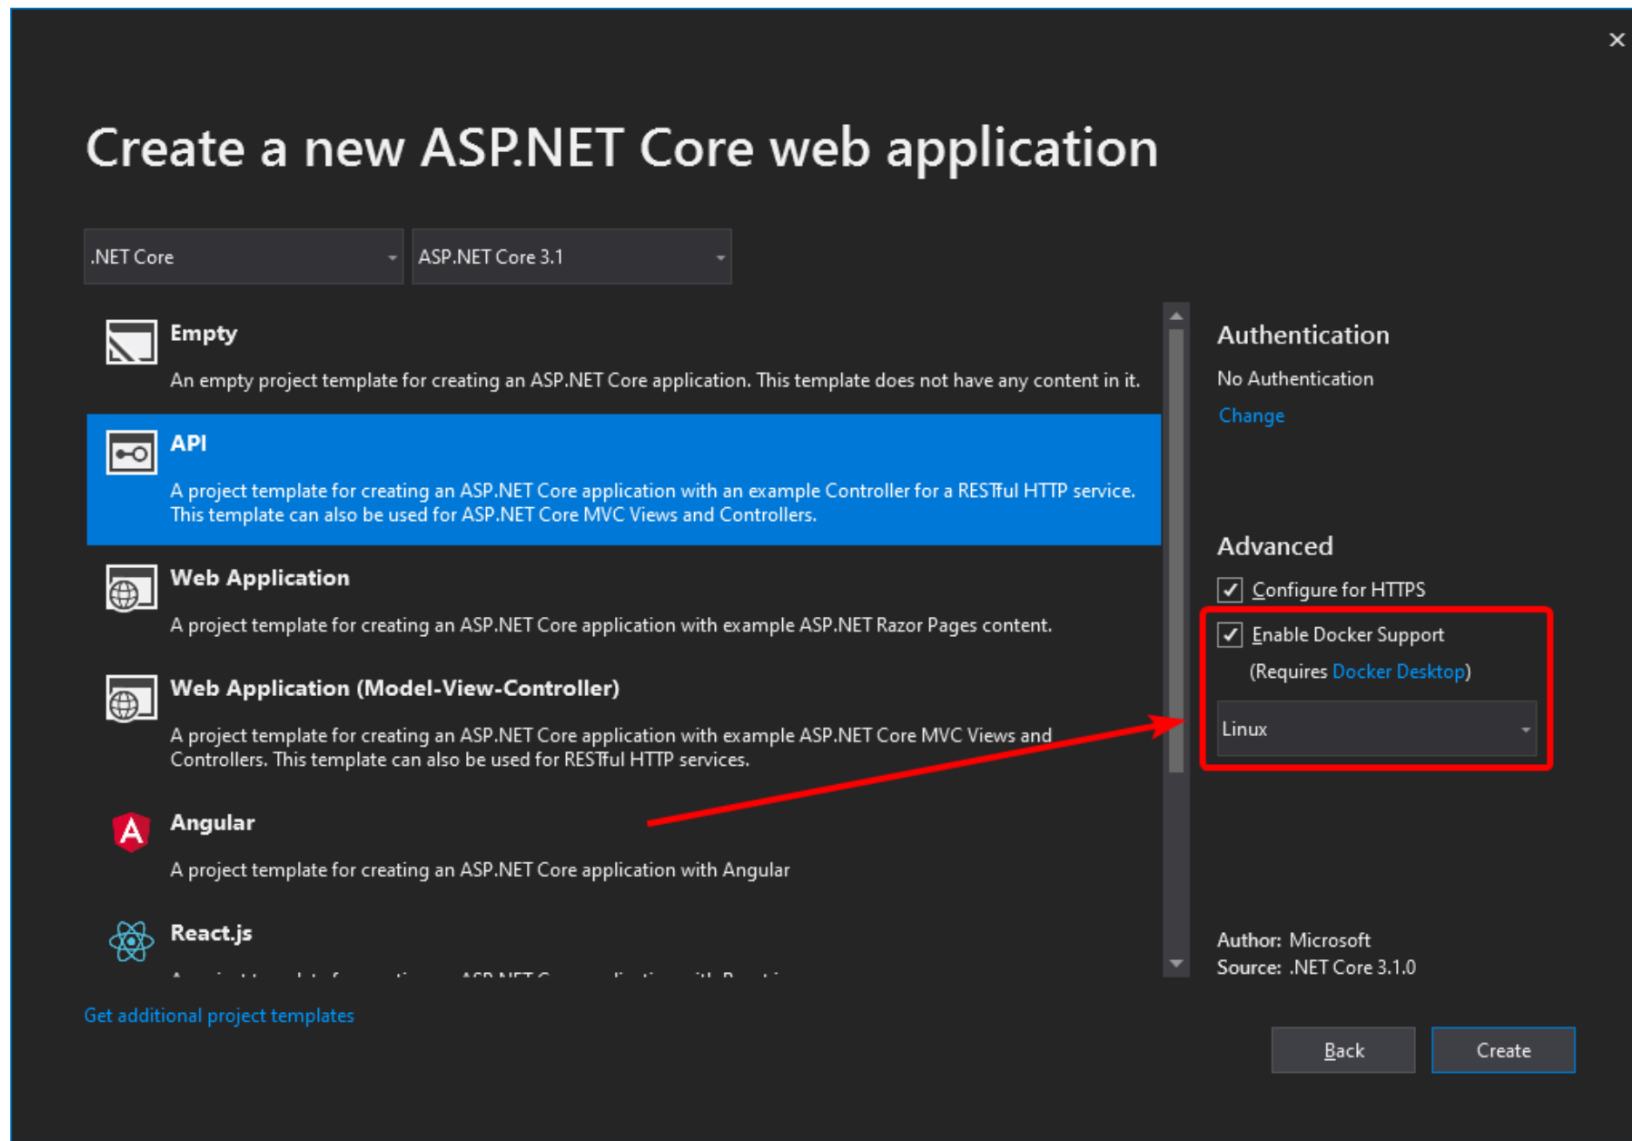 Create a new ASP.NET Core web application
.NET Core
ASP.NET Core 3.1
Empty
An empty project template for creating an ASP.NET Core application. This template does not have any content in it.
API
A project template for creating an ASP.NET Core application with an example Controller for a RESTful HTTP service.
This template can also be used for ASP.NET Core MVC Views and Controllers.
Web Application
A project template for creating an ASP.NET Core application with example ASP.NET Razor Pages content.
Web Application (Model-View-Controller)
A project template for creating an ASP.NET Core application with example ASP.NET Core MVC Views and
Controllers. This template can also be used for RESTful HTTP services.
Angular
A project template for creating an ASP.NET Core application with Angular
React.js
Get additional project templates
Authentication
No Authentication
Change
Advanced
Configure for HTTPS
Enable Docker Support
(Requires Docker Desktop)
Linux
Author: Microsoft
Source: .NET Core 3.1.0
Back
Create